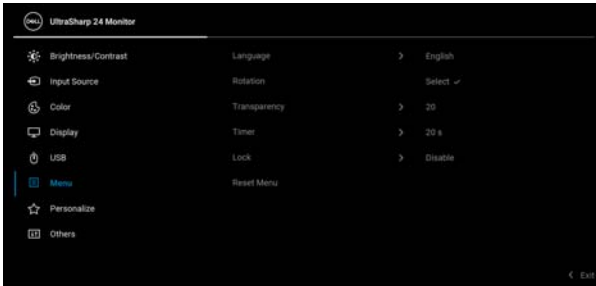 DELL UltraSharp 24 Monitor
Brightness/Contrast Language > English
Input Source Rotation Select ✓
Color Transparency > 20
Display Timer > 20 s
USB Lock > Disable
Menu Reset Menu
Personalize
Others
< Exit